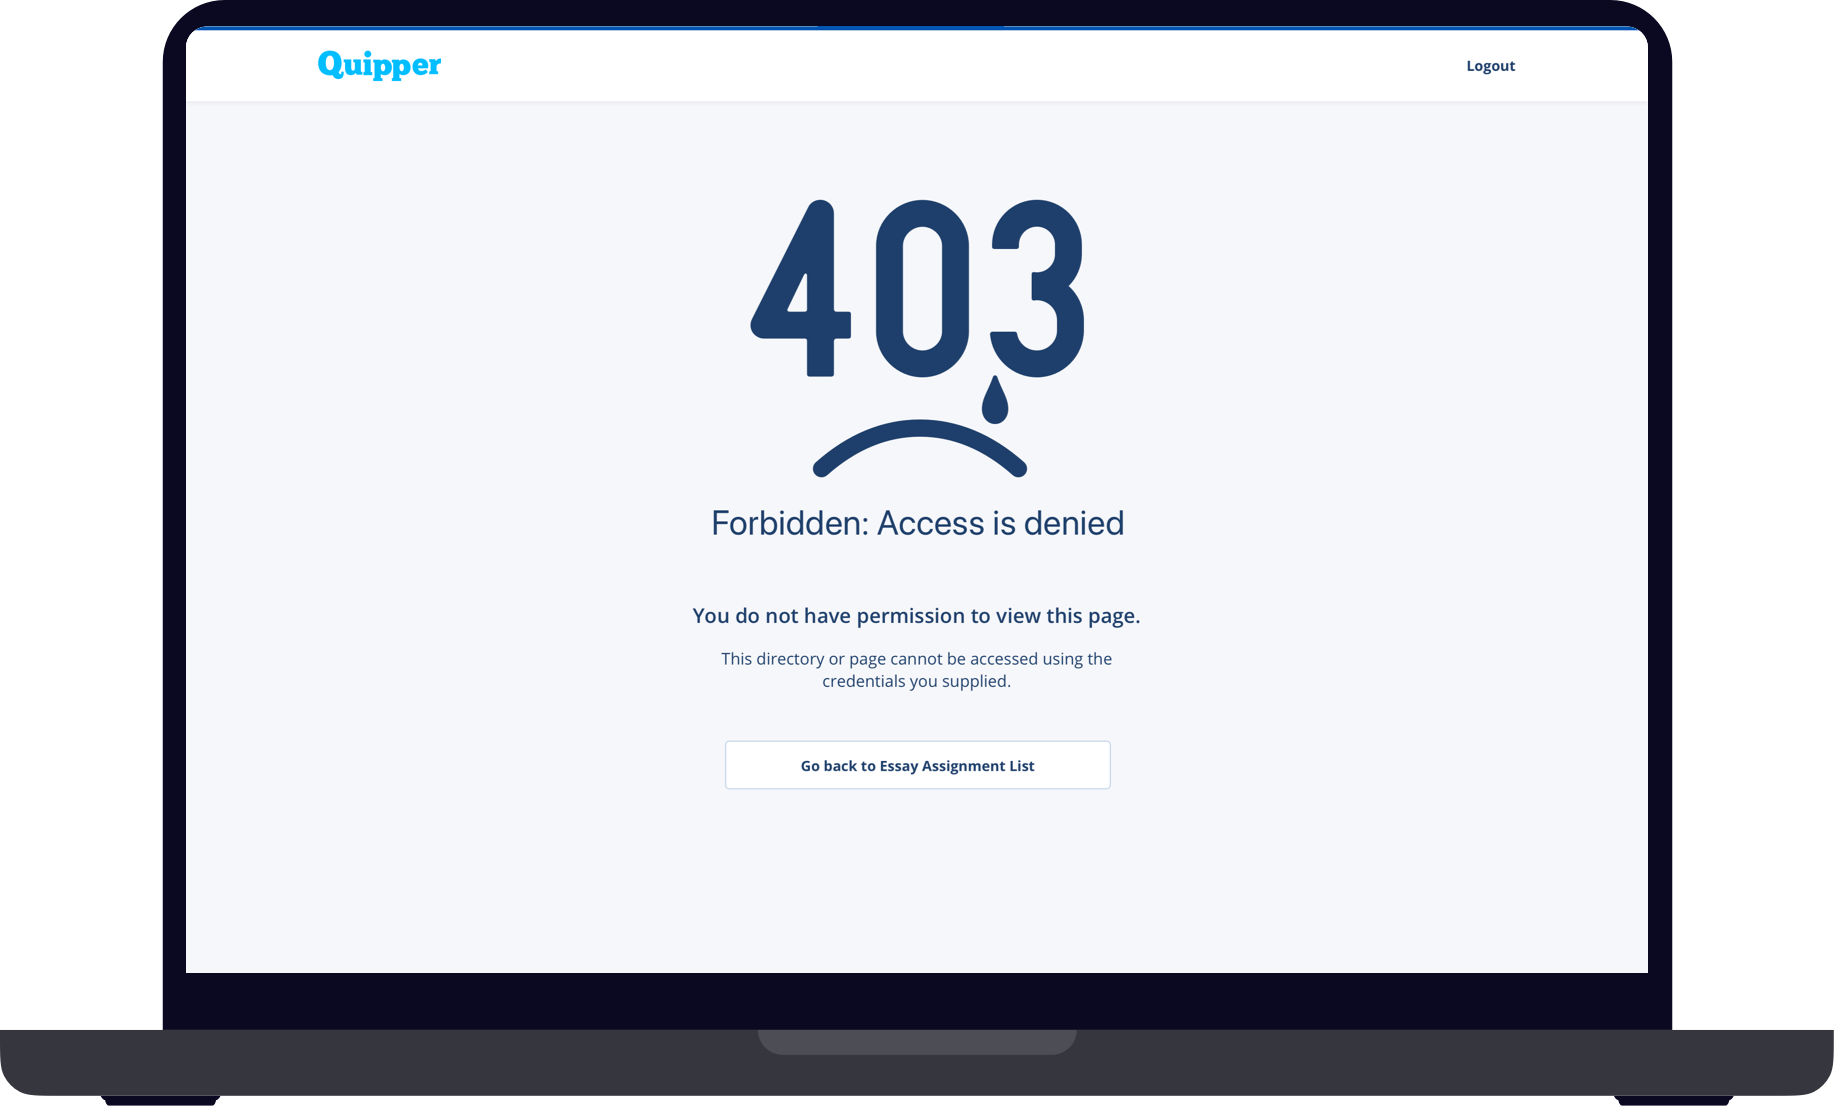 Quipper
Logout
403
Forbidden: Access is denied
You do not have permission to view this page.
This directory or page cannot be accessed using the
credentials you supplied.
Go back to Essay Assignment List